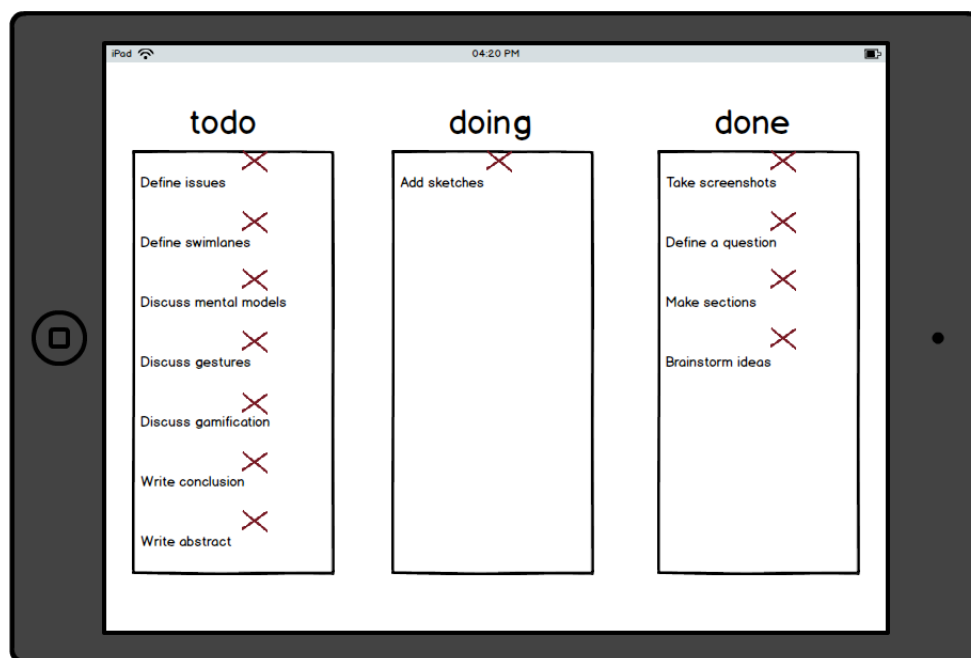 iPad
04:20 PM
todo
Define issues
Define swimlanes
Discuss mental models
Discuss gestures
Discuss gamification
Write conclusion
Write abstract
doing
Add sketches
done
Take screenshots
Define a question
Make sections
Brainstorm ideas